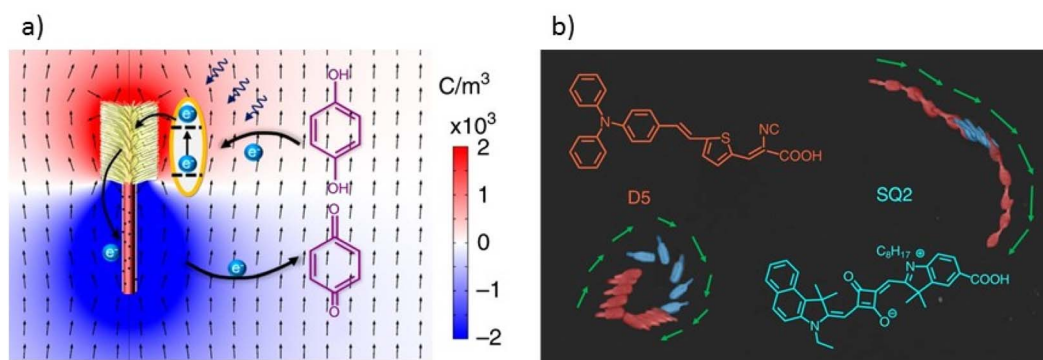 a)
C/m³
x10³
2
1
0
−1
−2
e⁻
e⁻
e⁻
e⁻
e⁻
OH
OH
O
O
b)
N
S
NC
COOH
D5
SQ2
C₈H₁₇
N
⊕
COOH
O
O
⊖
N